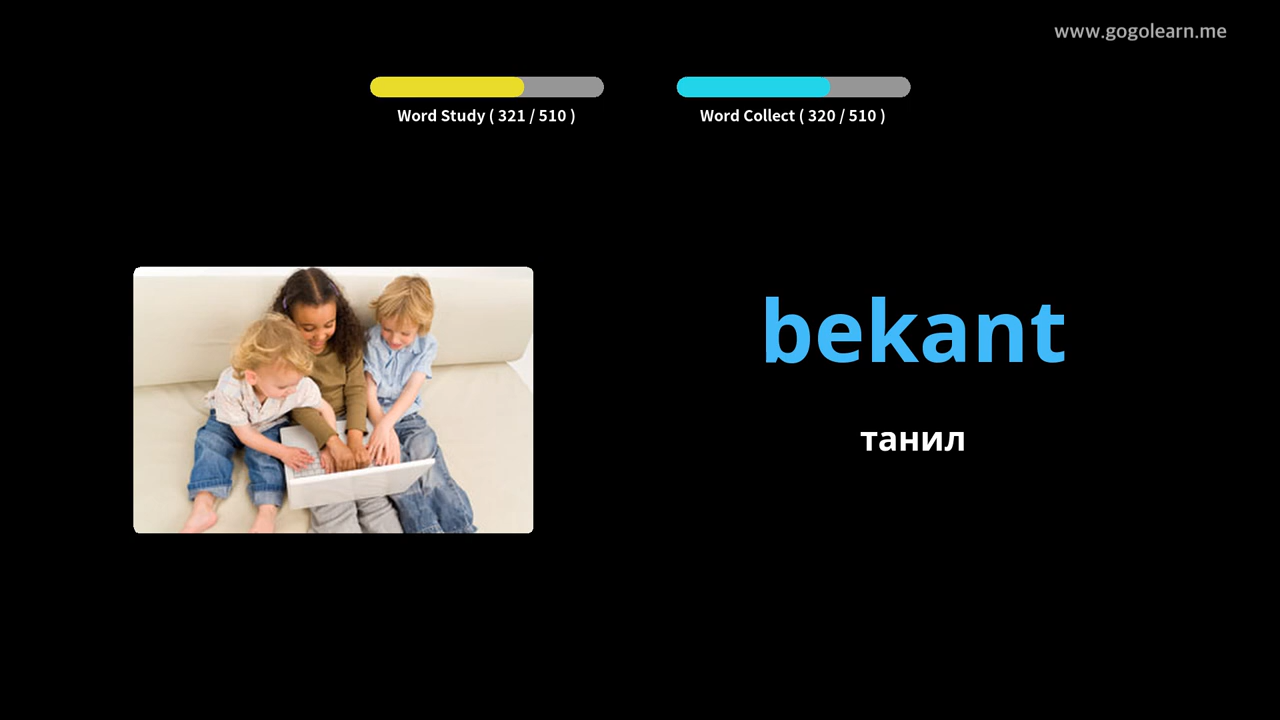 www.gogolearn.me
Word Study ( 321 / 510 )
Word Collect ( 320 / 510 )
bekant
танил